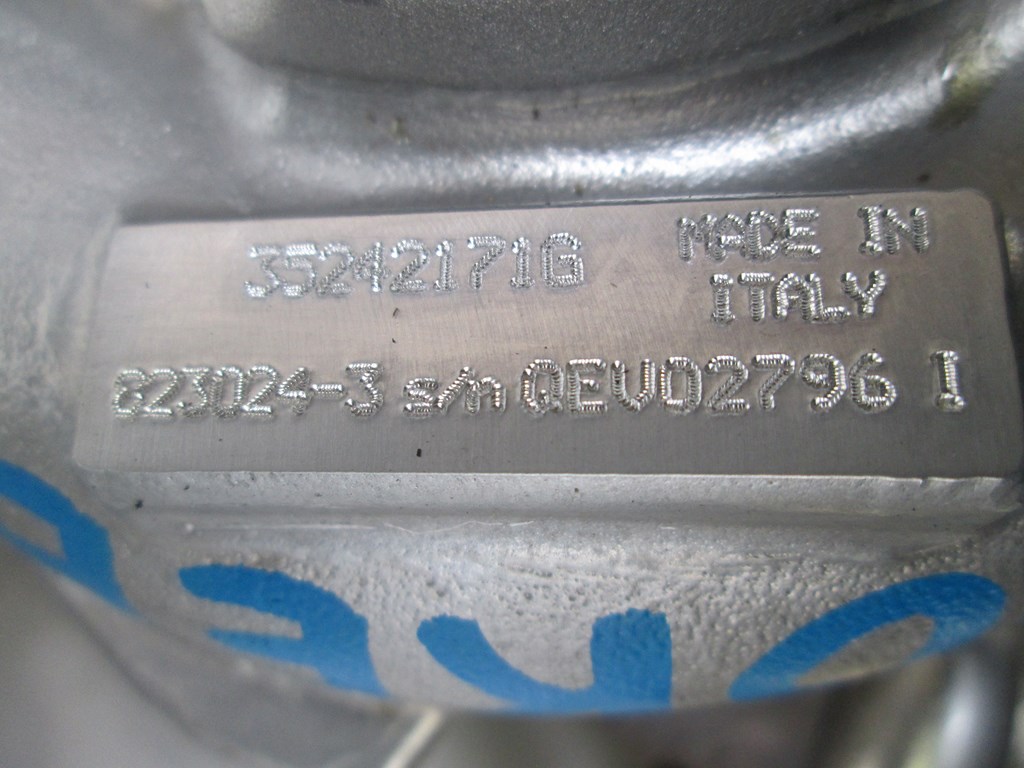 35242171G
MADE IN
ITALY
823024-3 s/n QEV02796 I